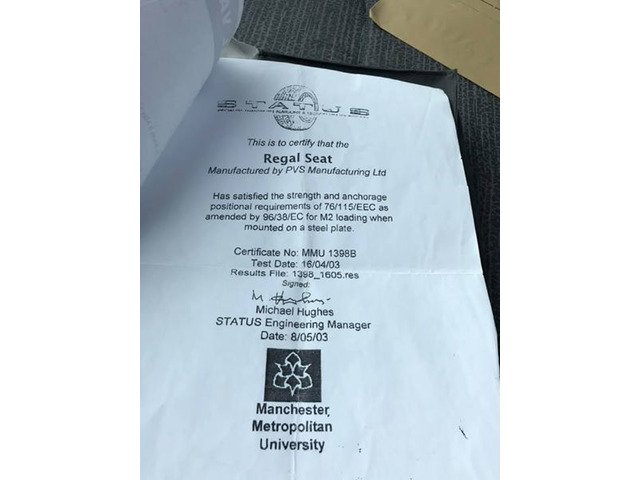 STATUS
This is to certify that the
Regal Seat
Manufactured by PVS Manufacturing Ltd
Has satisfied the strength and anchorage
positional requirements of 76/115/EEC as
amended by 96/38/EC for M2 loading when
mounted on a steel plate.
Certificate No: MMU 1398B
Test Date: 16/04/03
Results File: 1398_1605.res
Signed:
M Hughes
Michael Hughes
STATUS Engineering Manager
Date: 8/05/03
Manchester
Metropolitan
University